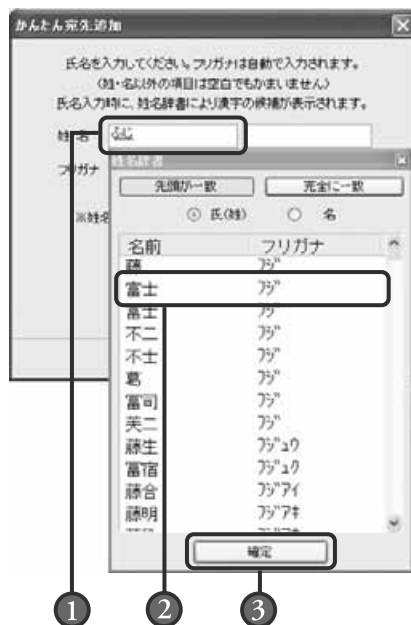 かんたん宛先追加
氏名を入力してください。フリガナは自動で入力されます。
(姓・名以外の項目は空白でもかまいません)
氏名入力時に、姓名辞書により漢字の候補が表示されます。
姓・名 ふじ
フリガナ
姓名辞書
先頭が一致 完全に一致
氏(姓) 名
※姓名
名前 フリガナ
藤 フジ
富士 フジ
冨士 フジ
不二 フジ
不士 フジ
葛 フジ
冨司 フジ
芙二 フジ
藤生 フジュウ
冨宿 フジュク
藤合 フジアイ
藤明 フジアキ
確定
1 2 3